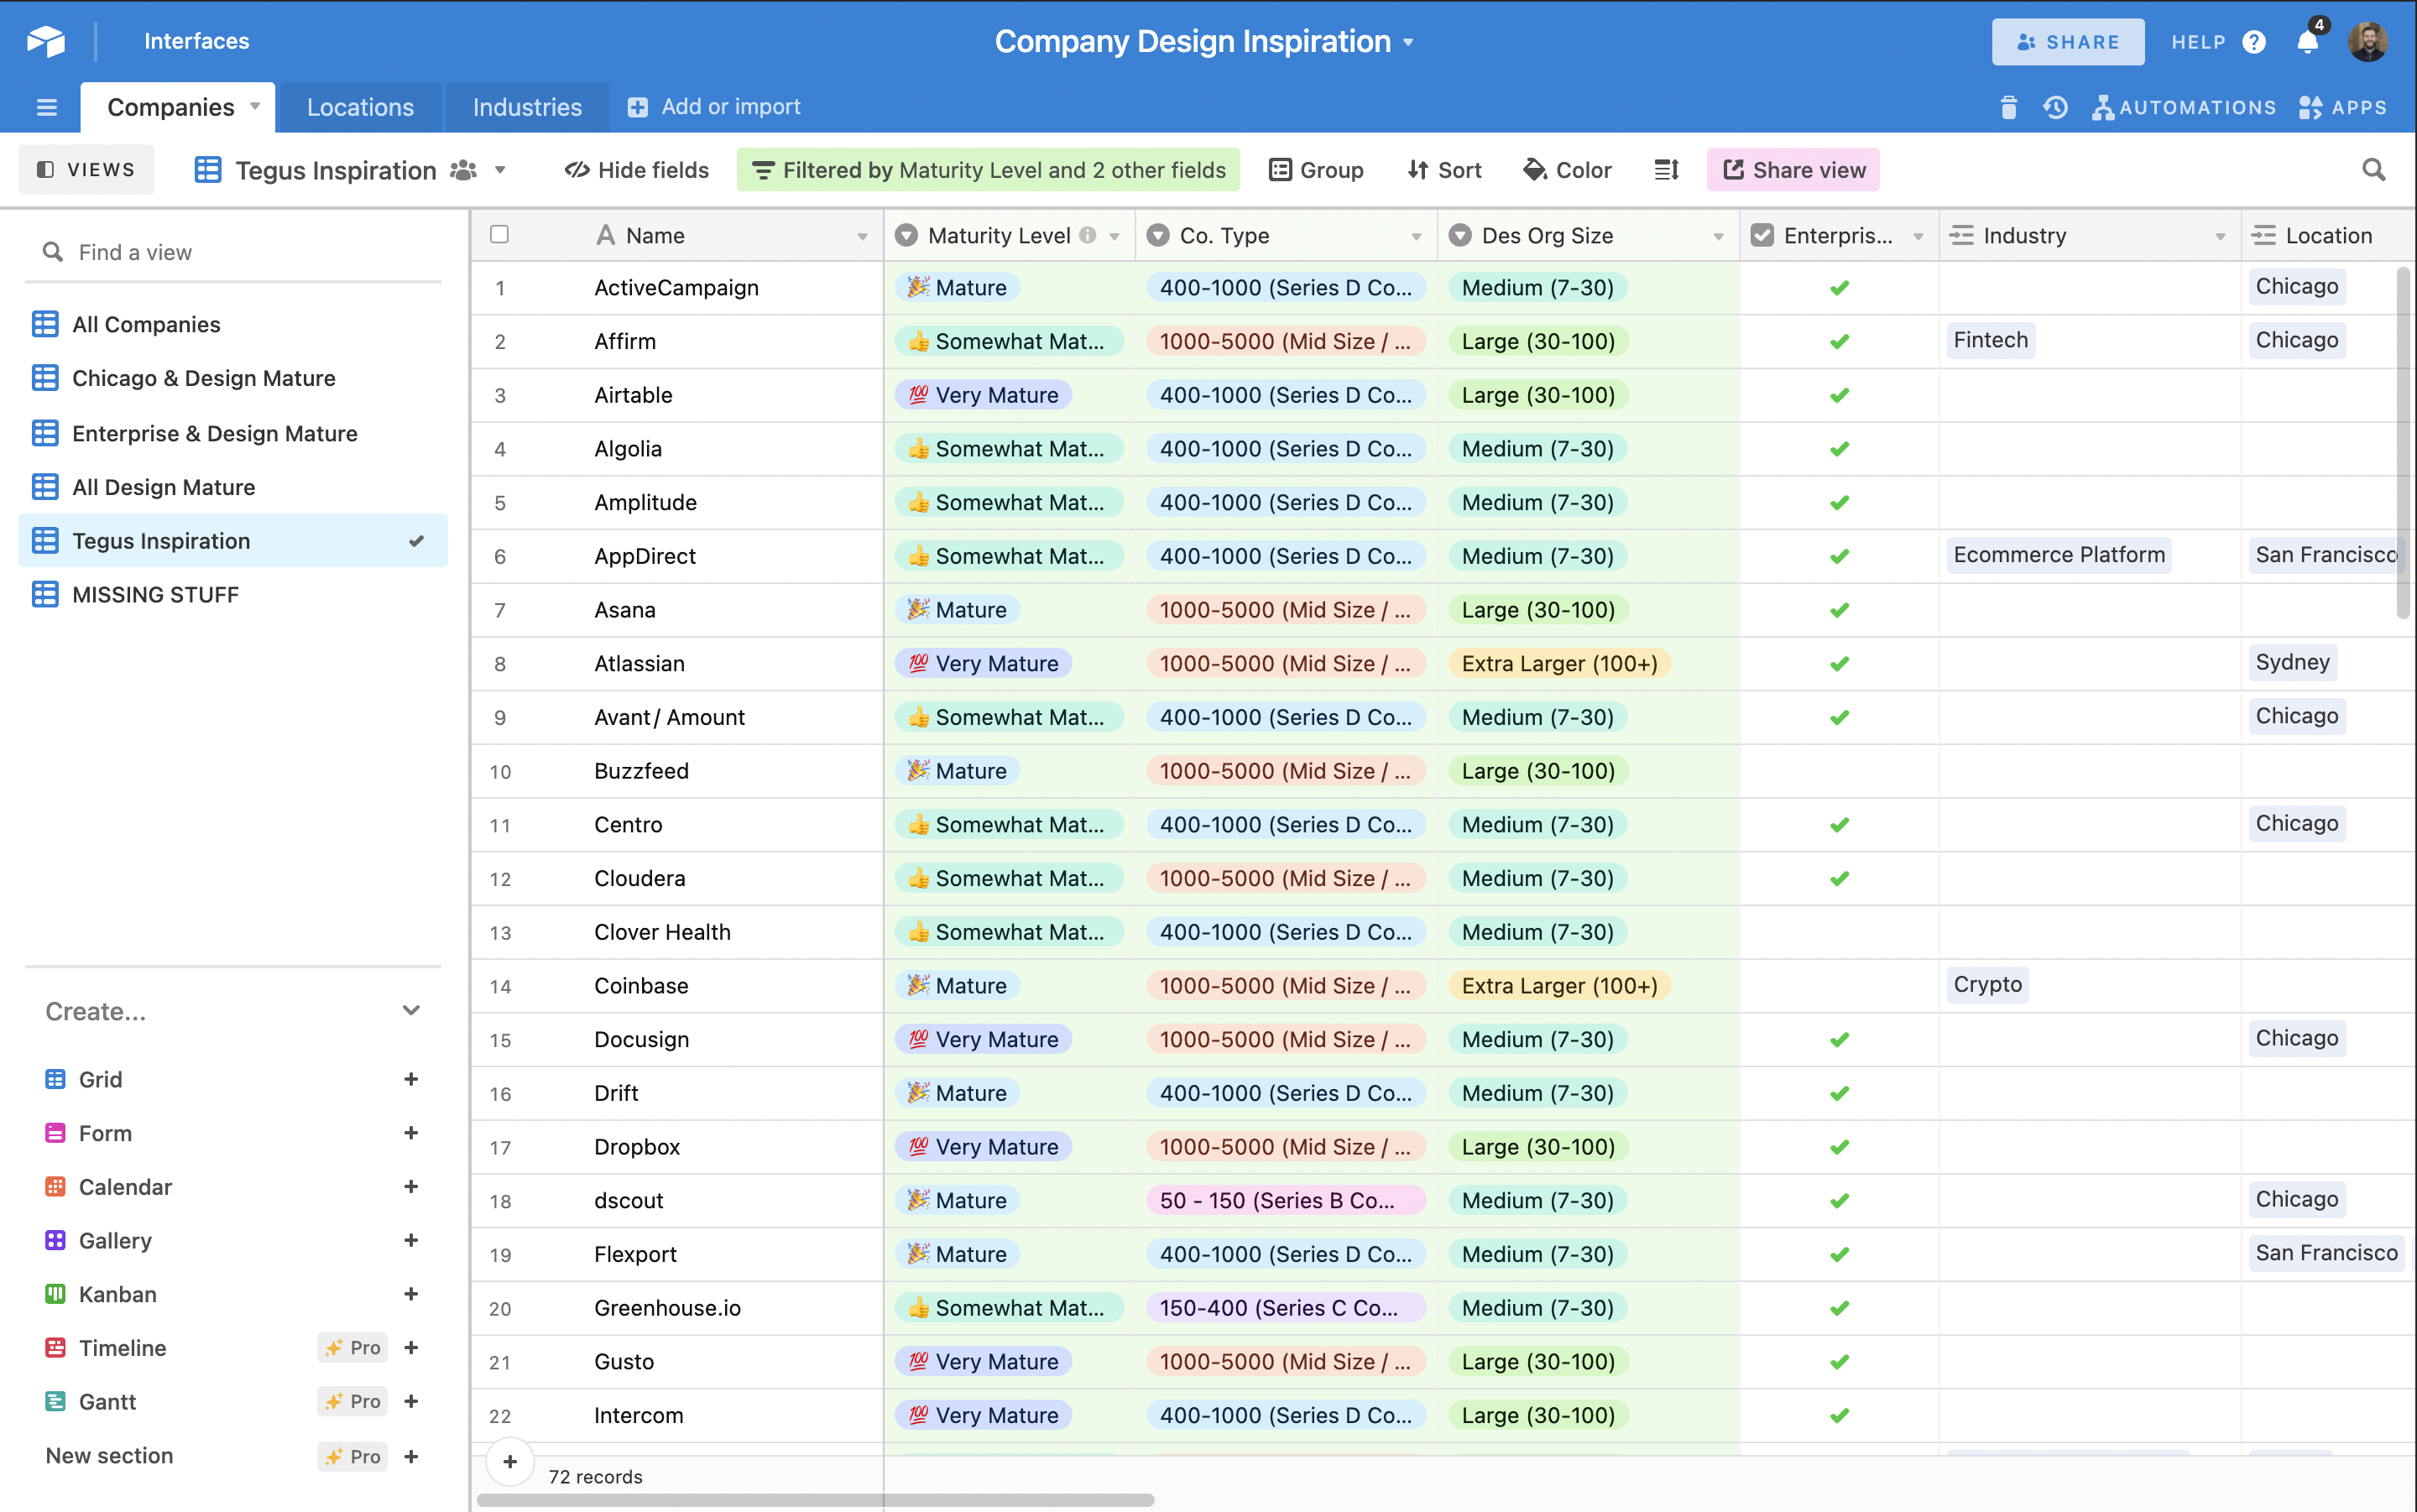 Interfaces
Company Design Inspiration
SHARE
HELP
4
Companies
Locations
Industries
Add or import
AUTOMATIONS
APPS
VIEWS
Tegus Inspiration
Hide fields
Filtered by Maturity Level and 2 other fields
Group
Sort
Color
Share view
Find a view
All Companies
Chicago & Design Mature
Enterprise & Design Mature
All Design Mature
Tegus Inspiration
MISSING STUFF
Create...
Grid
Form
Calendar
Gallery
Kanban
Timeline Pro
Gantt Pro
New section Pro
Name Maturity Level Co. Type Des Org Size Enterpris... Industry Location
1 ActiveCampaign 🎉 Mature 400-1000 (Series D Co... Medium (7-30) Chicago
2 Affirm 👍 Somewhat Mat... 1000-5000 (Mid Size / ... Large (30-100) Fintech Chicago
3 Airtable 💯 Very Mature 400-1000 (Series D Co... Large (30-100)
4 Algolia 👍 Somewhat Mat... 400-1000 (Series D Co... Medium (7-30)
5 Amplitude 👍 Somewhat Mat... 400-1000 (Series D Co... Medium (7-30)
6 AppDirect 👍 Somewhat Mat... 400-1000 (Series D Co... Medium (7-30) Ecommerce Platform San Francisco
7 Asana 🎉 Mature 1000-5000 (Mid Size / ... Large (30-100)
8 Atlassian 💯 Very Mature 1000-5000 (Mid Size / ... Extra Larger (100+) Sydney
9 Avant/ Amount 👍 Somewhat Mat... 400-1000 (Series D Co... Medium (7-30) Chicago
10 Buzzfeed 🎉 Mature 1000-5000 (Mid Size / ... Large (30-100)
11 Centro 👍 Somewhat Mat... 400-1000 (Series D Co... Medium (7-30) Chicago
12 Cloudera 👍 Somewhat Mat... 1000-5000 (Mid Size / ... Medium (7-30)
13 Clover Health 👍 Somewhat Mat... 400-1000 (Series D Co... Medium (7-30)
14 Coinbase 🎉 Mature 1000-5000 (Mid Size / ... Extra Larger (100+) Crypto
15 Docusign 💯 Very Mature 1000-5000 (Mid Size / ... Medium (7-30) Chicago
16 Drift 🎉 Mature 400-1000 (Series D Co... Medium (7-30)
17 Dropbox 💯 Very Mature 1000-5000 (Mid Size / ... Large (30-100)
18 dscout 🎉 Mature 50 - 150 (Series B Co... Medium (7-30) Chicago
19 Flexport 🎉 Mature 400-1000 (Series D Co... Medium (7-30) San Francisco
20 Greenhouse.io 👍 Somewhat Mat... 150-400 (Series C Co... Medium (7-30)
21 Gusto 💯 Very Mature 1000-5000 (Mid Size / ... Large (30-100)
22 Intercom 💯 Very Mature 400-1000 (Series D Co... Large (30-100)
72 records